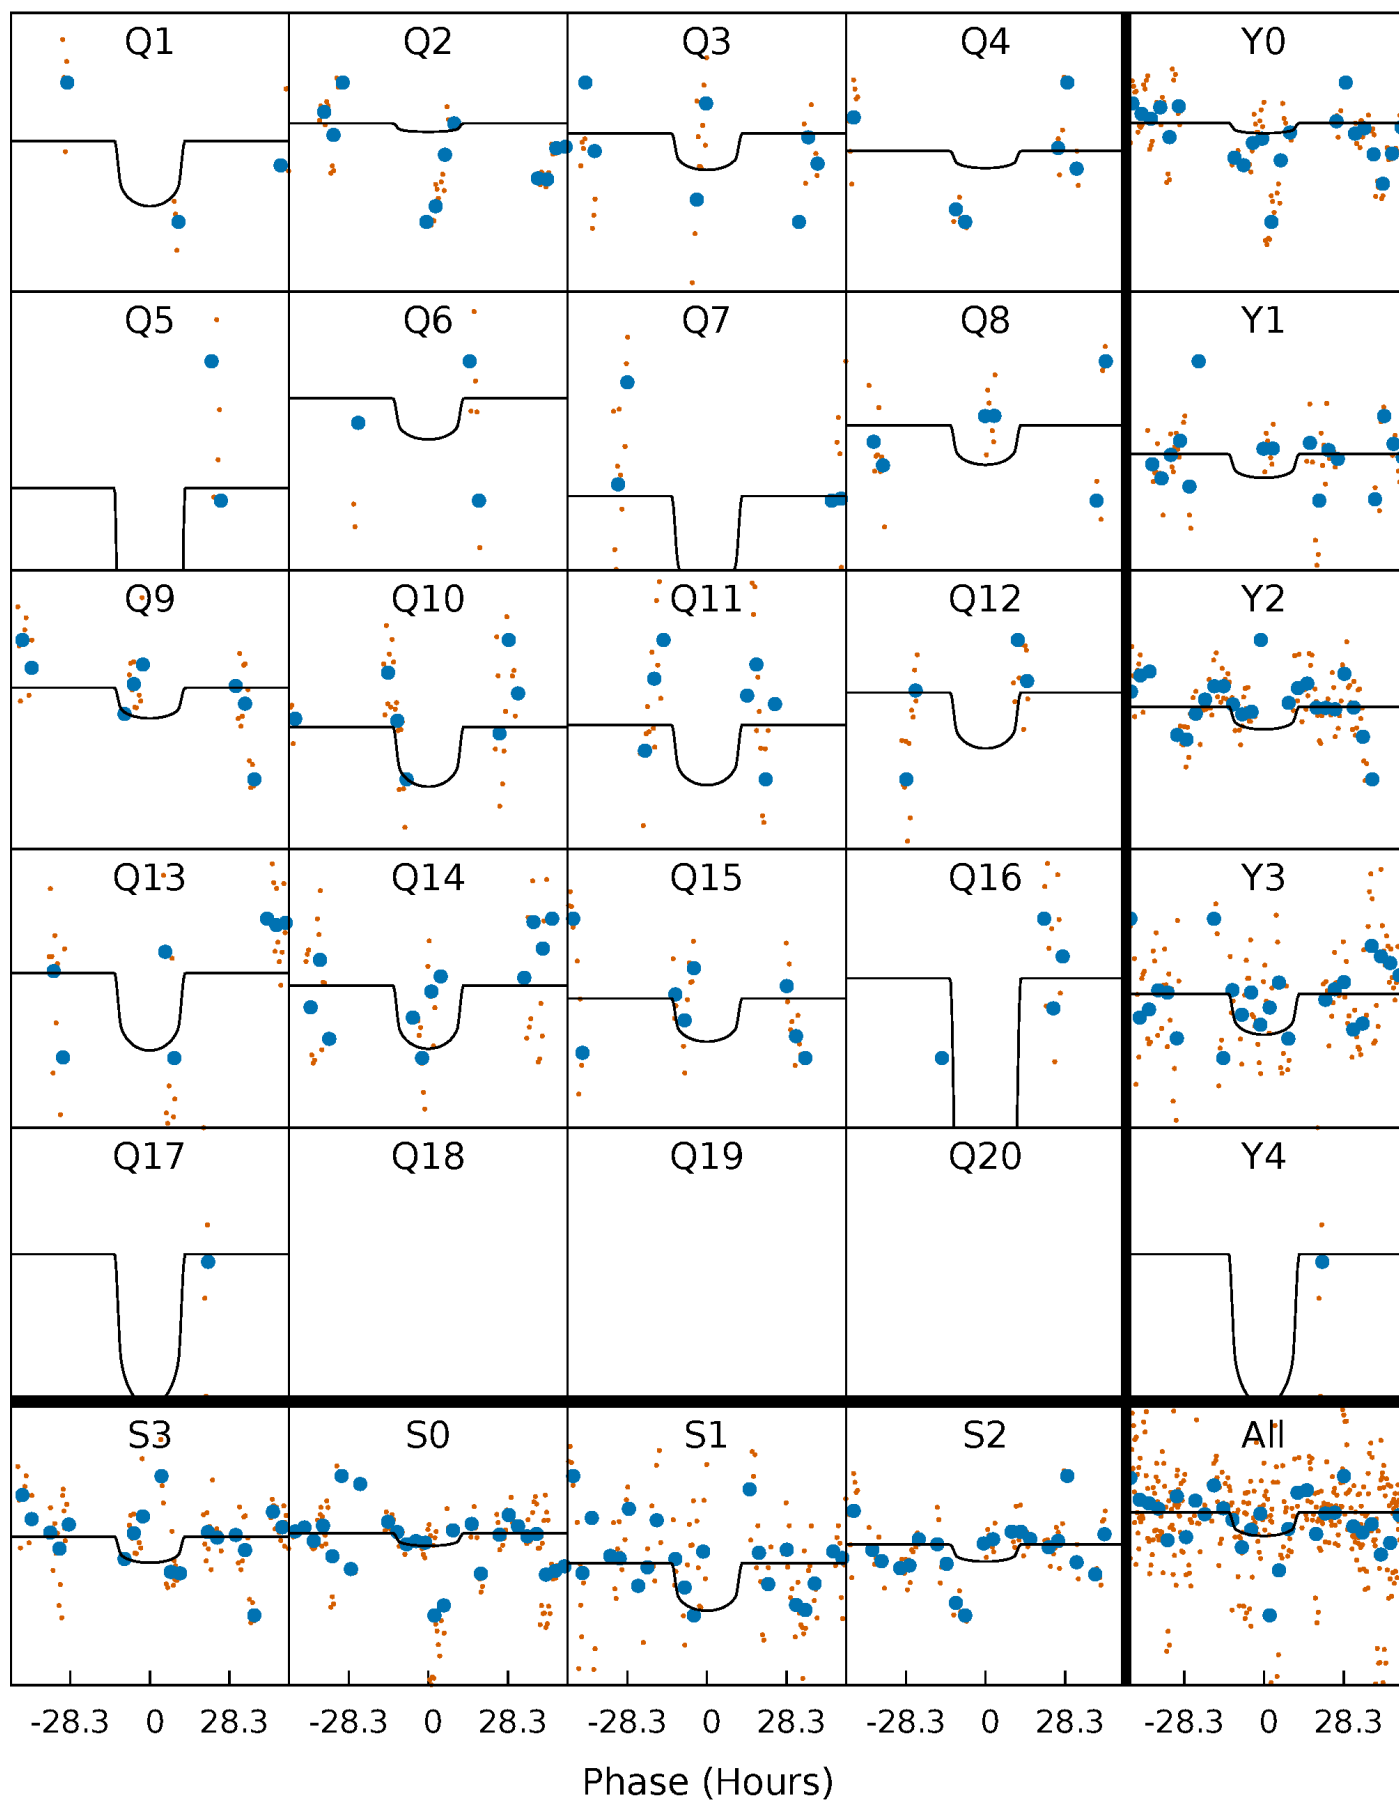 Q1 Q2 Q3 Q4 Y0
Q5 Q6 Q7 Q8 Y1
Q9 Q10 Q11 Q12 Y2
Q13 Q14 Q15 Q16 Y3
Q17 Q18 Q19 Q20 Y4
S3 S0 S1 S2 All
-28.3 0 28.3 -28.3 0 28.3 -28.3 0 28.3 -28.3 0 28.3 -28.3 0 28.3
Phase (Hours)